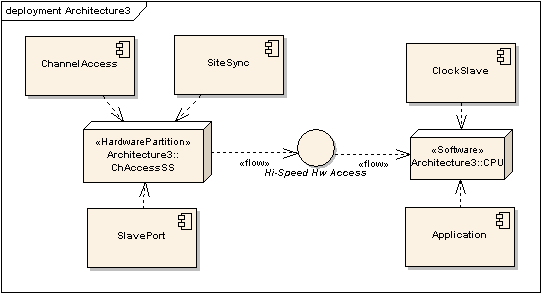 deployment Architecture3
ChannelAccess
SiteSync
ClockSlave
«HardwarePartition»
Architecture3::
ChAccessSS
«flow»
Hi-Speed Hw Access
«flow»
«Software»
Architecture3::CPU
SlavePort
Application